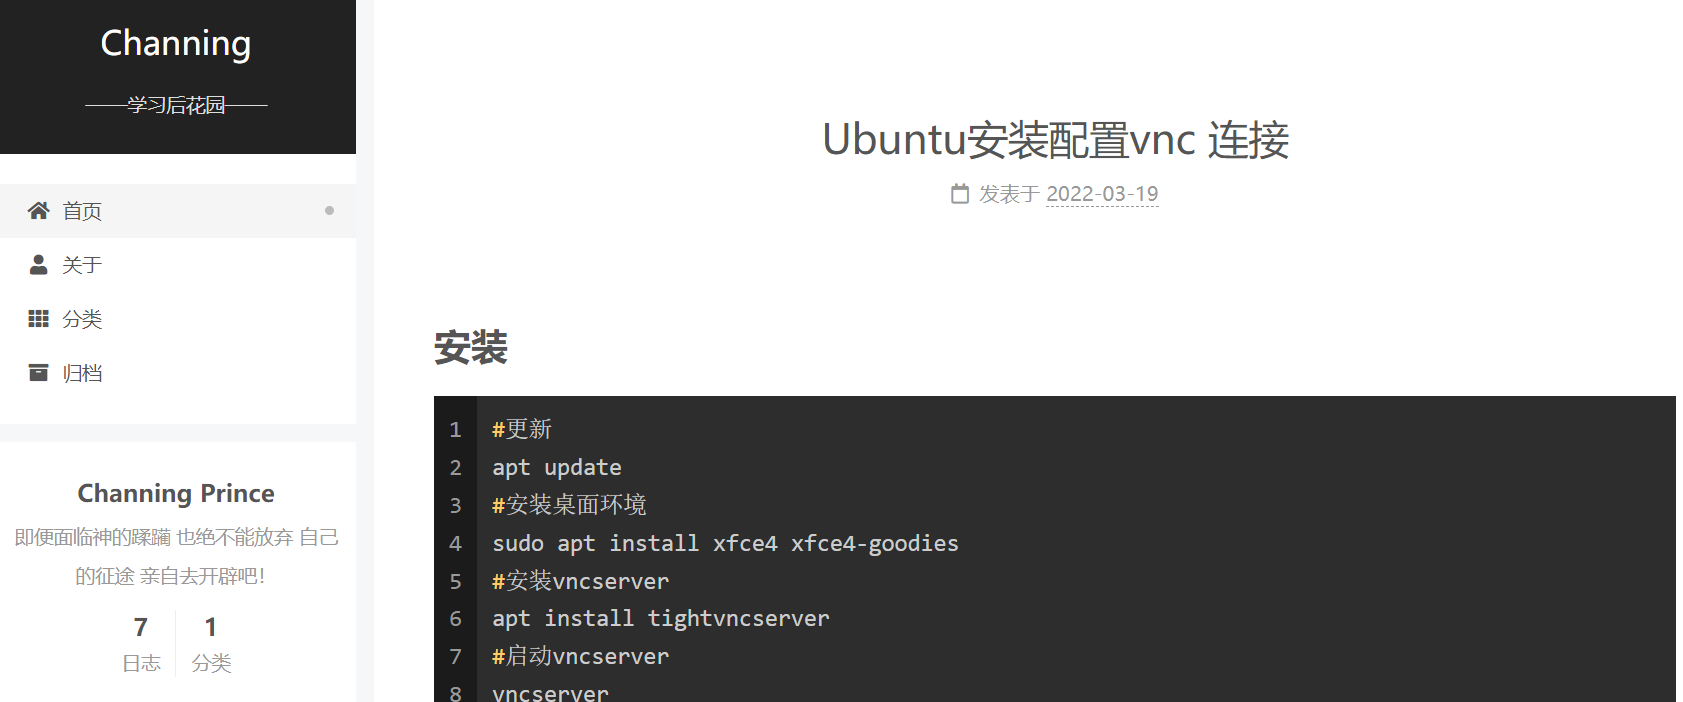 Channing
——学习后花园——
首页
关于
分类
归档
Channing Prince
即便面临神的蹂躏 也绝不能放弃 自己
的征途 亲自去开辟吧！
7
日志
1
分类
Ubuntu安装配置vnc 连接
发表于 2022-03-19
安装
1 #更新
2 apt update
3 #安装桌面环境
4 sudo apt install xfce4 xfce4-goodies
5 #安装vncserver
6 apt install tightvncserver
7 #启动vncserver
8 vncserver